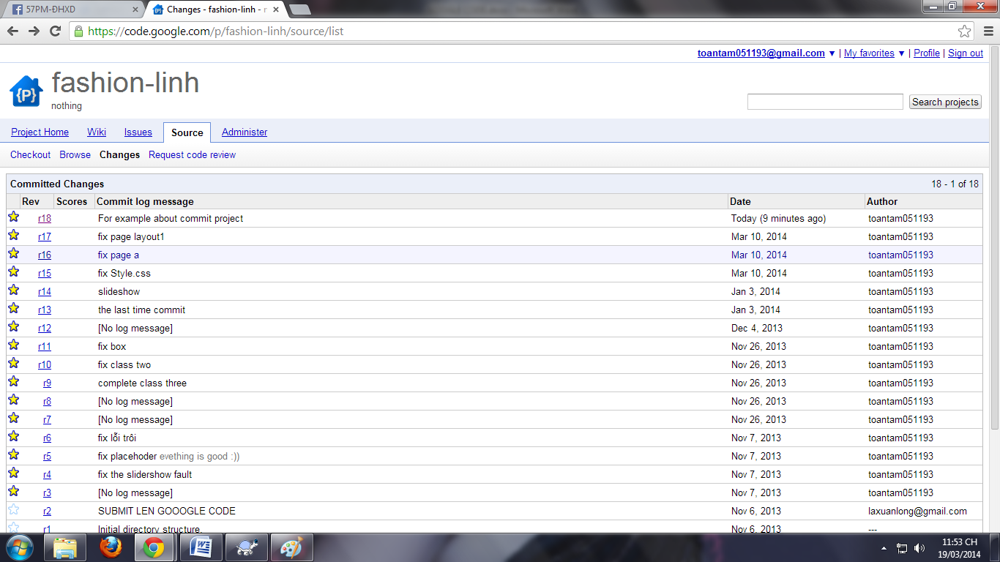 57PM-ĐHXD
Changes - fashion-linh -
https://code.google.com/p/fashion-linh/source/list
toantam051193@gmail.com ▼ | My favorites ▼ | Profile | Sign out
fashion-linh
{P}
nothing
Search projects
Project Home Wiki Issues Source Administer
Checkout Browse Changes Request code review
Committed Changes 18 - 1 of 18
Rev Scores Commit log message Date Author
r18 For example about commit project Today (9 minutes ago) toantam051193
r17 fix page layout1 Mar 10, 2014 toantam051193
r16 fix page a Mar 10, 2014 toantam051193
r15 fix Style.css Mar 10, 2014 toantam051193
r14 slideshow Jan 3, 2014 toantam051193
r13 the last time commit Jan 3, 2014 toantam051193
r12 [No log message] Dec 4, 2013 toantam051193
r11 fix box Nov 26, 2013 toantam051193
r10 fix class two Nov 26, 2013 toantam051193
r9 complete class three Nov 26, 2013 toantam051193
r8 [No log message] Nov 26, 2013 toantam051193
r7 [No log message] Nov 26, 2013 toantam051193
r6 fix lỗi trôi Nov 7, 2013 toantam051193
r5 fix placehoder evething is good :)) Nov 7, 2013 toantam051193
r4 fix the slidershow fault Nov 7, 2013 toantam051193
r3 [No log message] Nov 7, 2013 toantam051193
r2 SUBMIT LEN GOOOGLE CODE Nov 6, 2013 laxuanlong@gmail.com
r1 Initial directory structure. Nov 6, 2013 ---
11:53 CH
19/03/2014